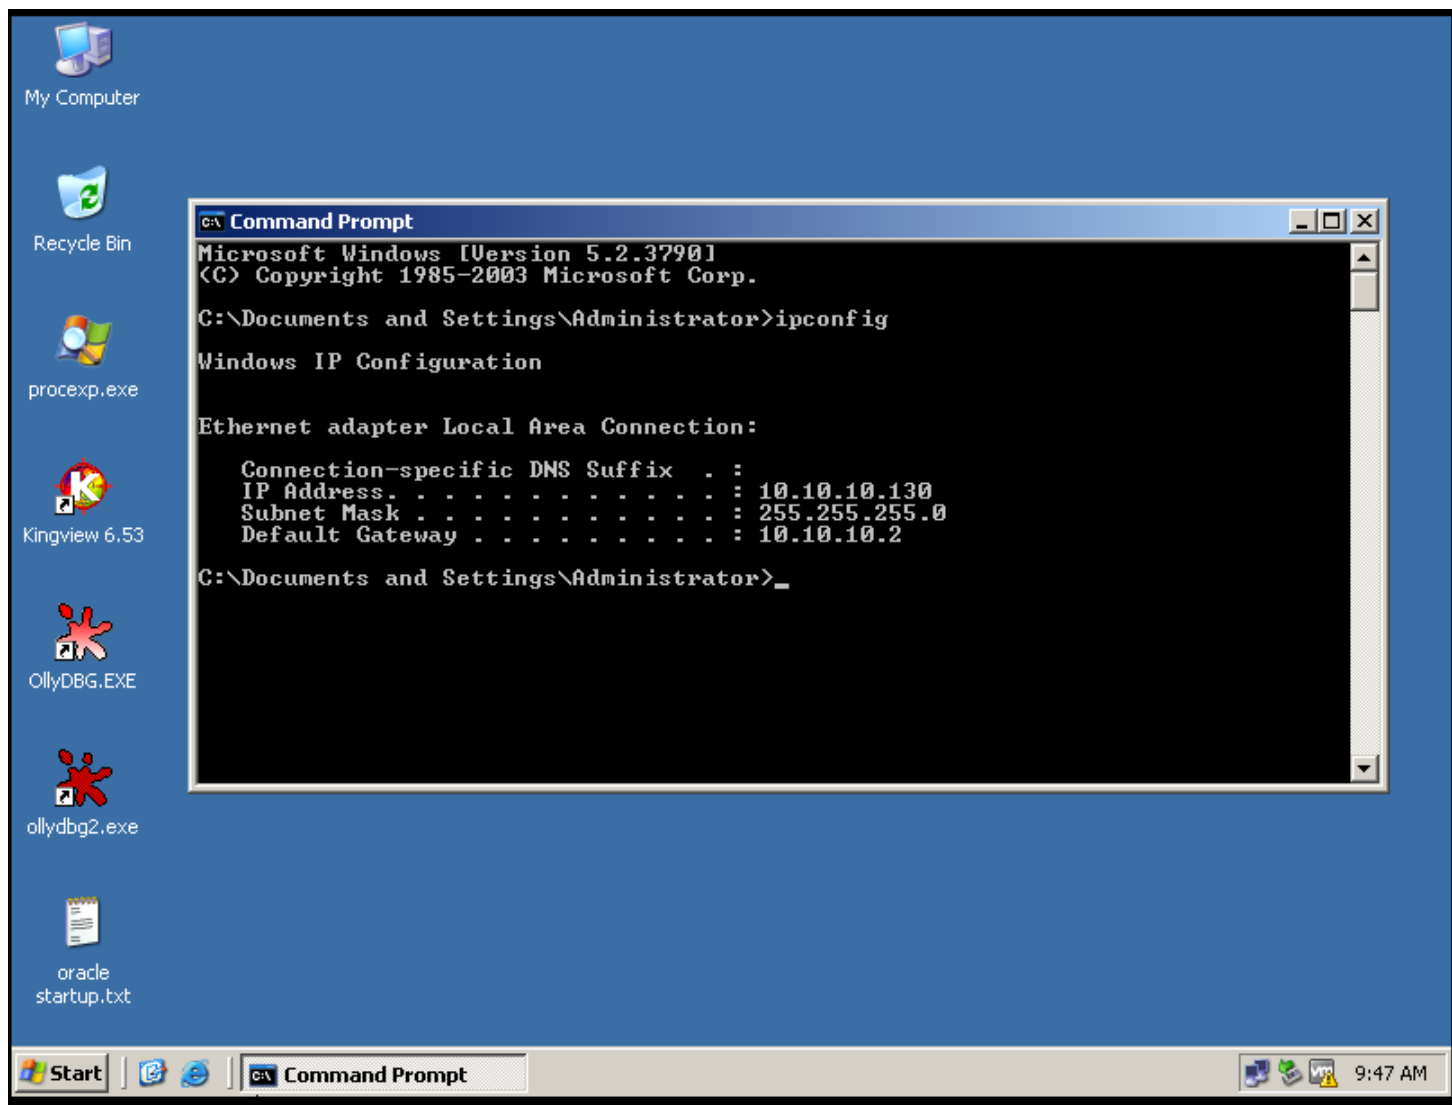 My Computer
Recycle Bin
procexp.exe
Kingview 6.53
OllyDBG.EXE
ollydbg2.exe
oracle
startup.txt
Command Prompt
Microsoft Windows [Version 5.2.3790]
(C) Copyright 1985-2003 Microsoft Corp.
C:\Documents and Settings\Administrator>ipconfig
Windows IP Configuration
Ethernet adapter Local Area Connection:
Connection-specific DNS Suffix . :
IP Address. . . . . . . . . . . . : 10.10.10.130
Subnet Mask . . . . . . . . . . . : 255.255.255.0
Default Gateway . . . . . . . . . : 10.10.10.2
C:\Documents and Settings\Administrator>_
Start
Command Prompt
9:47 AM